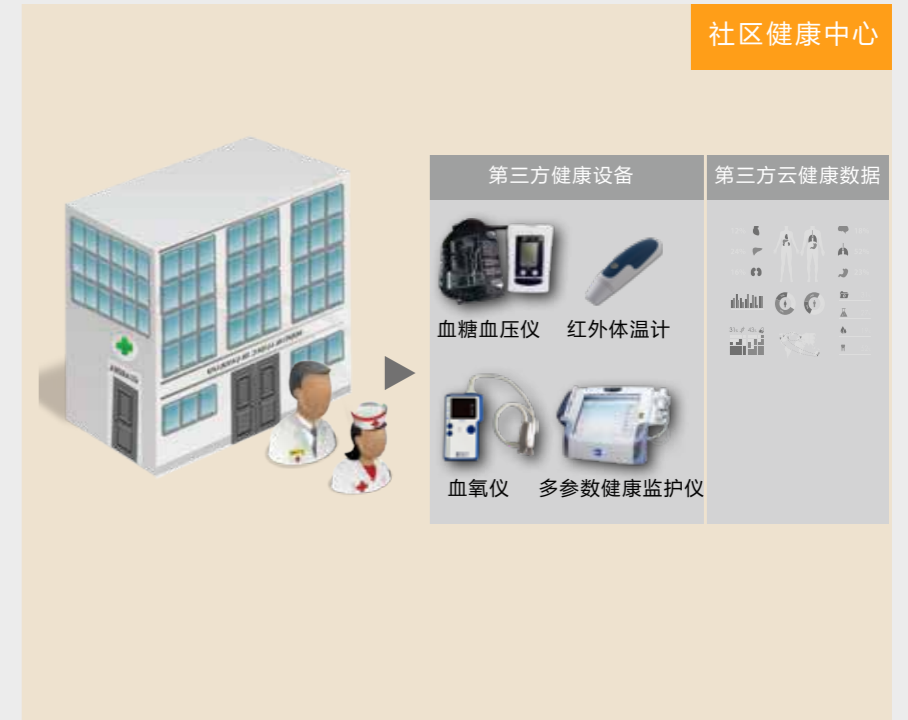 社区健康中心
第三方健康设备
第三方云健康数据
血糖血压仪
红外体温计
血氧仪
多参数健康监护仪